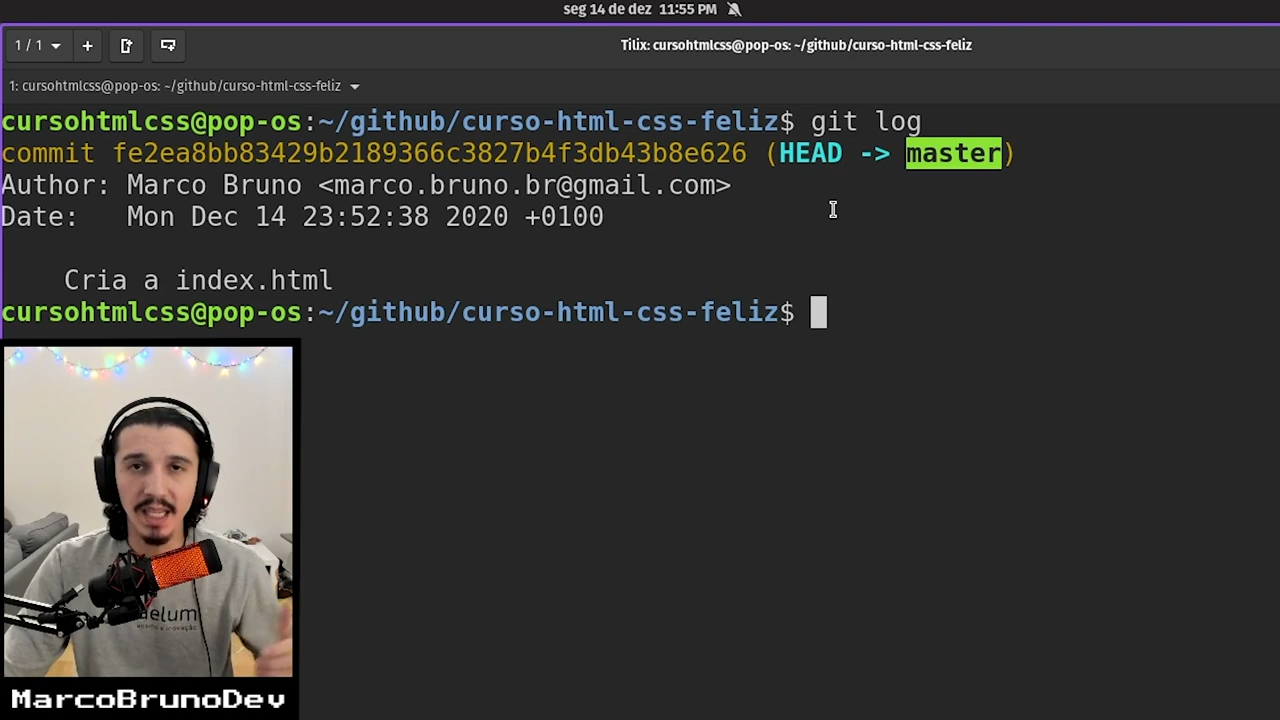 seg 14 de dez 11:55 PM
1 / 1
Tilix: cursohtmlcss@pop-os: ~/github/curso-html-css-feliz
1: cursohtmlcss@pop-os: ~/github/curso-html-css-feliz
cursohtmlcss@pop-os:~/github/curso-html-css-feliz$ git log
commit fe2ea8bb83429b2189366c3827b4f3db43b8e626 (HEAD -> master)
Author: Marco Bruno <marco.bruno.br@gmail.com>
Date: Mon Dec 14 23:52:38 2020 +0100
Cria a index.html
cursohtmlcss@pop-os:~/github/curso-html-css-feliz$
aelum
MarcoBrunoDev